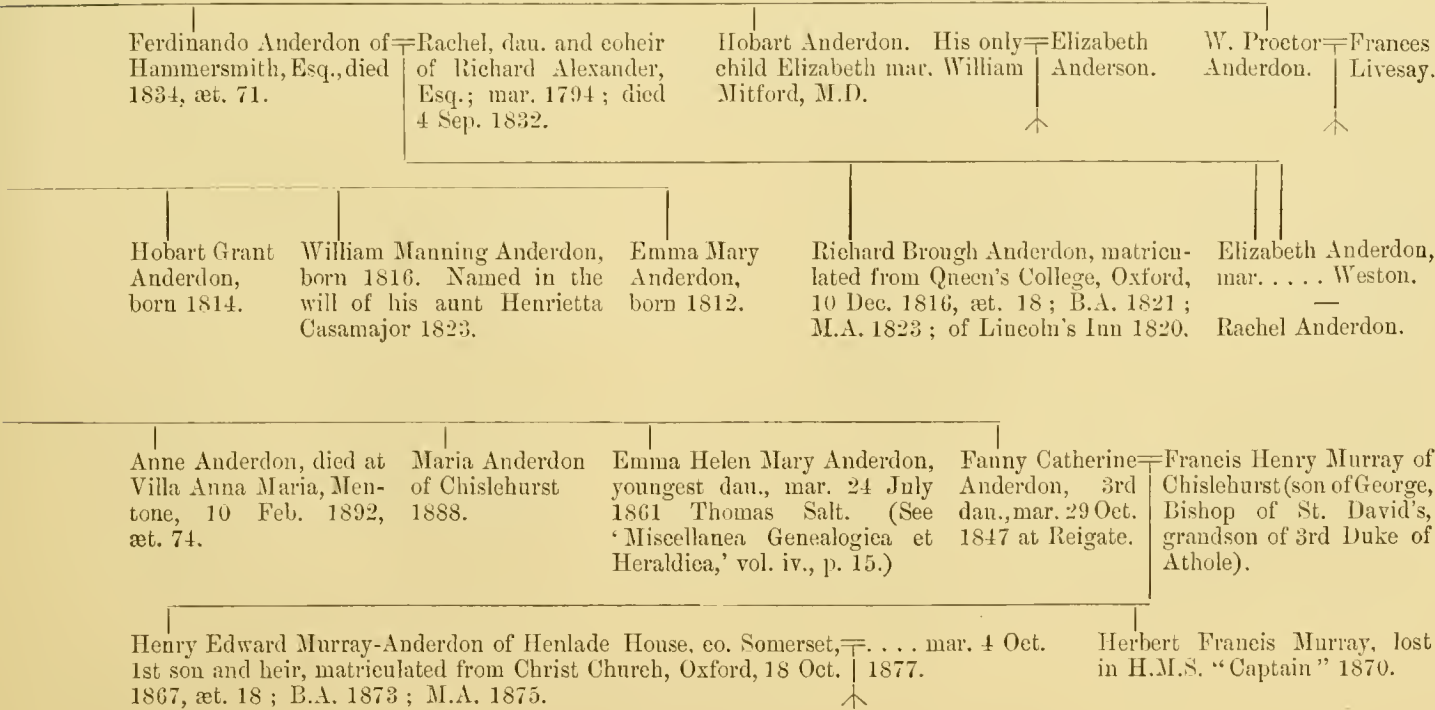 Ferdinando Anderdon of
Hammersmith, Esq., died
1834, æt. 71.
Rachel, dau. and coheir
of Richard Alexander,
Esq.; mar. 1794; died
4 Sep. 1832.
Hobart Anderdon. His only
child Elizabeth mar. William
Mitford, M.D.
Elizabeth
Anderson.
W. Proctor
Anderdon.
Frances
Livesay.
Hobart Grant
Anderdon,
born 1814.
William Manning Anderdon,
born 1816. Named in the
will of his aunt Henrietta
Casamajor 1823.
Emma Mary
Anderdon,
born 1812.
Richard Brough Anderdon, matricu-
lated from Queen's College, Oxford,
10 Dec. 1816, æt. 18; B.A. 1821;
M.A. 1823; of Lincoln's Inn 1820.
Elizabeth Anderdon,
mar. . . . . Weston.
—
Rachel Anderdon.
Anne Anderdon, died at
Villa Anna Maria, Men-
tone, 10 Feb. 1892,
æt. 74.
Maria Anderdon
of Chislehurst
1888.
Emma Helen Mary Anderdon,
youngest dau., mar. 24 July
1861 Thomas Salt. (See
'Miscellanea Genealogica et
Heraldica,' vol. iv., p. 15.)
Fanny Catherine
Anderdon, 3rd
dau., mar. 29 Oct.
1847 at Reigate.
Francis Henry Murray of
Chislehurst (son of George,
Bishop of St. David's,
grandson of 3rd Duke of
Athole).
Henry Edward Murray-Anderdon of Henlade House, co. Somerset,
1st son and heir, matriculated from Christ Church, Oxford, 18 Oct.
1867, æt. 18; B.A. 1873; M.A. 1875.
. . . . mar. 4 Oct.
1877.
Herbert Francis Murray, lost
in H.M.S. "Captain" 1870.